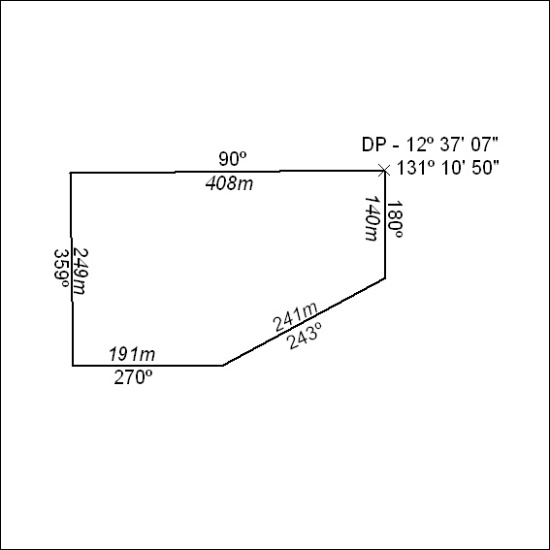 DP - 12º 37' 07"
90º
131º 10' 50"
408m
140m
180º
249m
359º
241m
243º
191m
270º